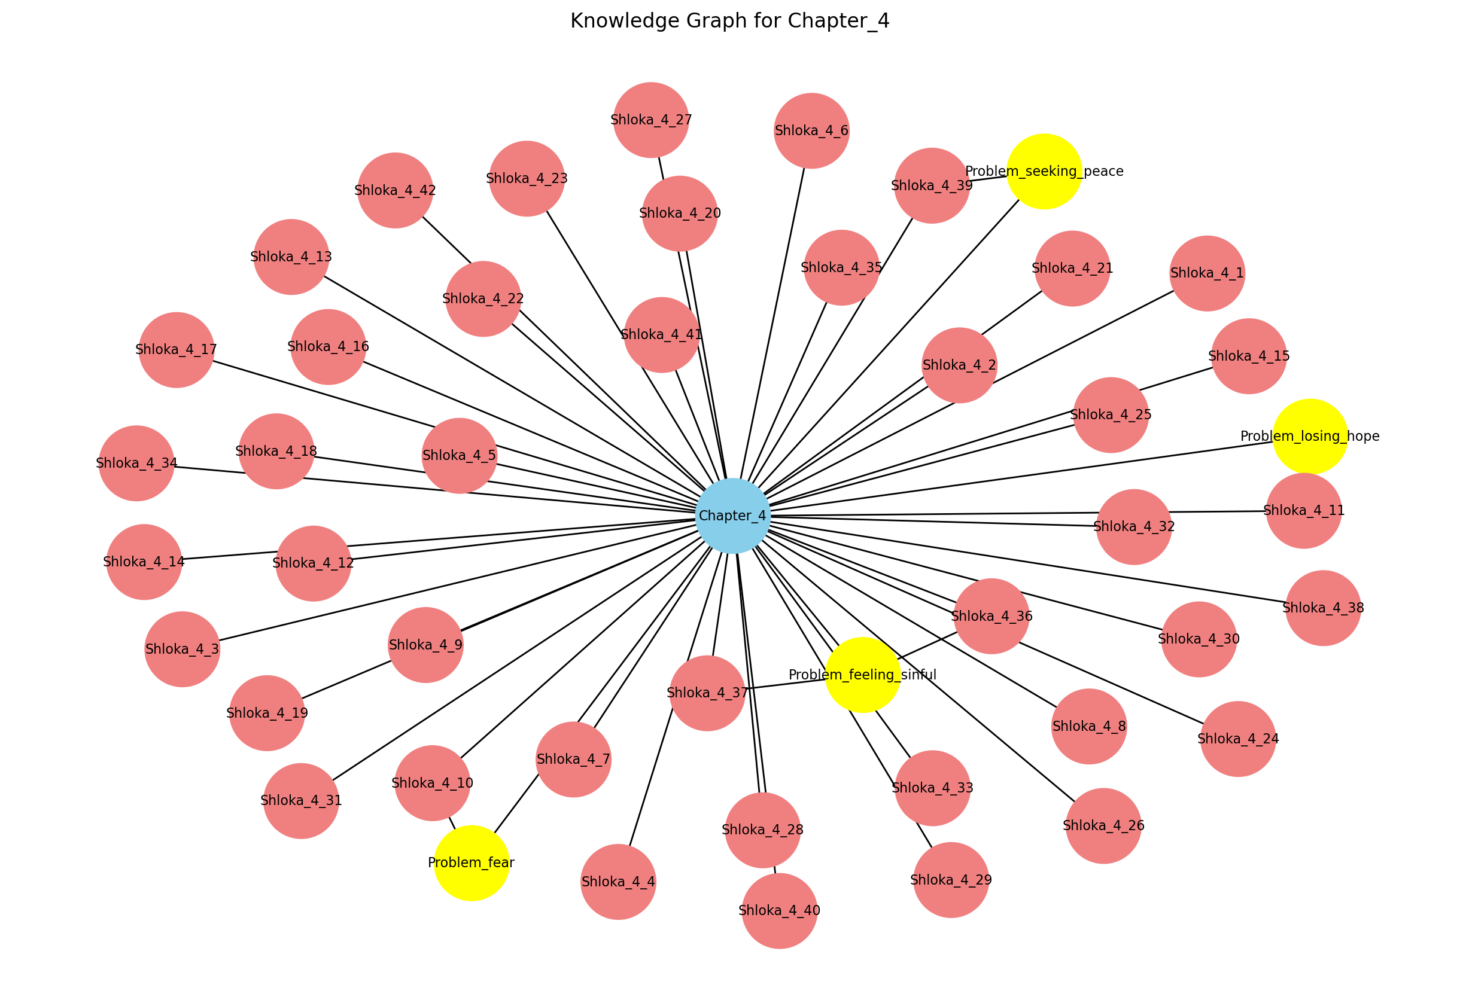 Knowledge Graph for Chapter_4
Shloka_4_27
Shloka_4_6
Problem_seeking_peace
Shloka_4_23
Shloka_4_39
Shloka_4_42
Shloka_4_20
Shloka_4_13
Shloka_4_35
Shloka_4_21
Shloka_4_1
Shloka_4_22
Shloka_4_41
Shloka_4_16
Shloka_4_17
Shloka_4_15
Shloka_4_2
Shloka_4_25
Problem_losing_hope
Shloka_4_18
Shloka_4_5
Shloka_4_34
Shloka_4_11
Chapter_4
Shloka_4_32
Shloka_4_14
Shloka_4_12
Shloka_4_38
Shloka_4_36
Shloka_4_30
Shloka_4_9
Shloka_4_3
Problem_feeling_sinful
Shloka_4_37
Shloka_4_19
Shloka_4_8
Shloka_4_24
Shloka_4_7
Shloka_4_10
Shloka_4_33
Shloka_4_31
Shloka_4_26
Shloka_4_28
Problem_fear
Shloka_4_4
Shloka_4_29
Shloka_4_40